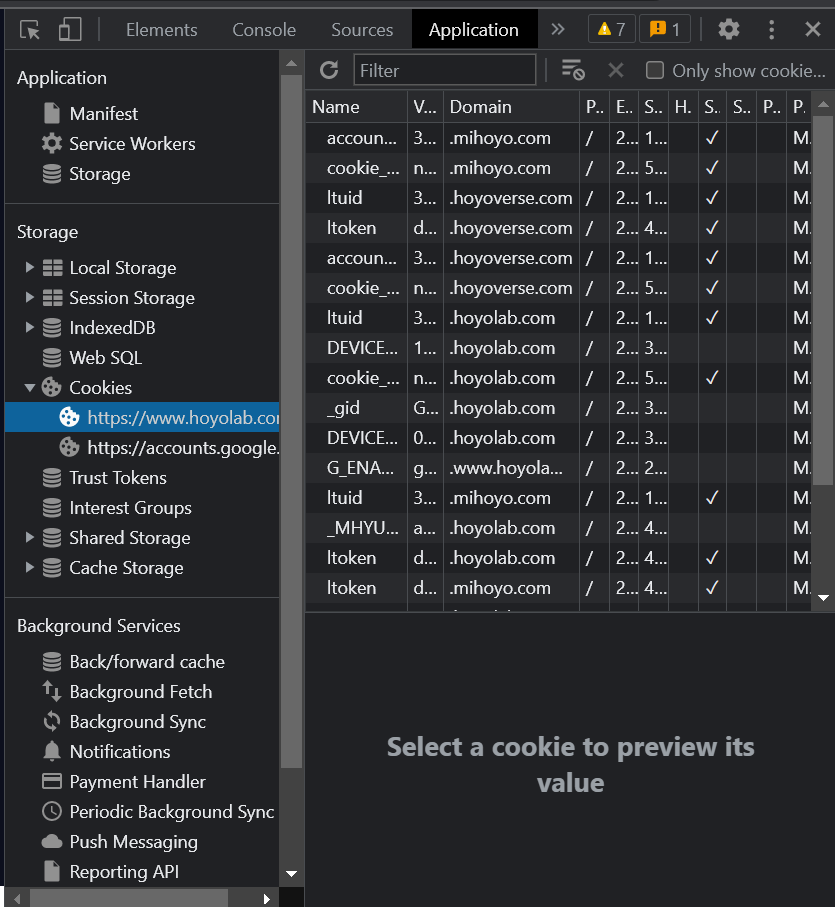 Elements Console Sources Application » 7 1
Application
Manifest
Service Workers
Storage
Storage
Local Storage
Session Storage
IndexedDB
Web SQL
Cookies
https://www.hoyolab.co
https://accounts.google.
Trust Tokens
Interest Groups
Shared Storage
Cache Storage
Background Services
Back/forward cache
Background Fetch
Background Sync
Notifications
Payment Handler
Periodic Background Sync
Push Messaging
Reporting API
Filter Only show cookie...
Name V... Domain P.. E.. S.. H. S.. S.. P.. P.
accoun... 3... .mihoyo.com / 2... 1... ✓ M.
cookie_... n... .mihoyo.com / 2... 5... ✓ M.
ltuid 3... .hoyoverse.com / 2... 1... ✓ M.
ltoken d... .hoyoverse.com / 2... 4... ✓ M.
accoun... 3... .hoyoverse.com / 2... 1... ✓ M.
cookie_... n... .hoyoverse.com / 2... 5... ✓ M.
ltuid 3... .hoyolab.com / 2... 1... ✓ M.
DEVICE... 1... .hoyolab.com / 2... 3... M.
cookie_... n... .hoyolab.com / 2... 5... ✓ M.
_gid G... .hoyolab.com / 2... 3... M.
DEVICE... 0... .hoyolab.com / 2... 3... M.
G_ENA... g... .www.hoyola... / 2... 2... M.
ltuid 3... .mihoyo.com / 2... 1... ✓ M.
_MHYU... a... .hoyolab.com / 2... 4... M.
ltoken d... .hoyolab.com / 2... 4... ✓ M.
ltoken d... .mihoyo.com / 2... 4... ✓ M.
Select a cookie to preview its
value